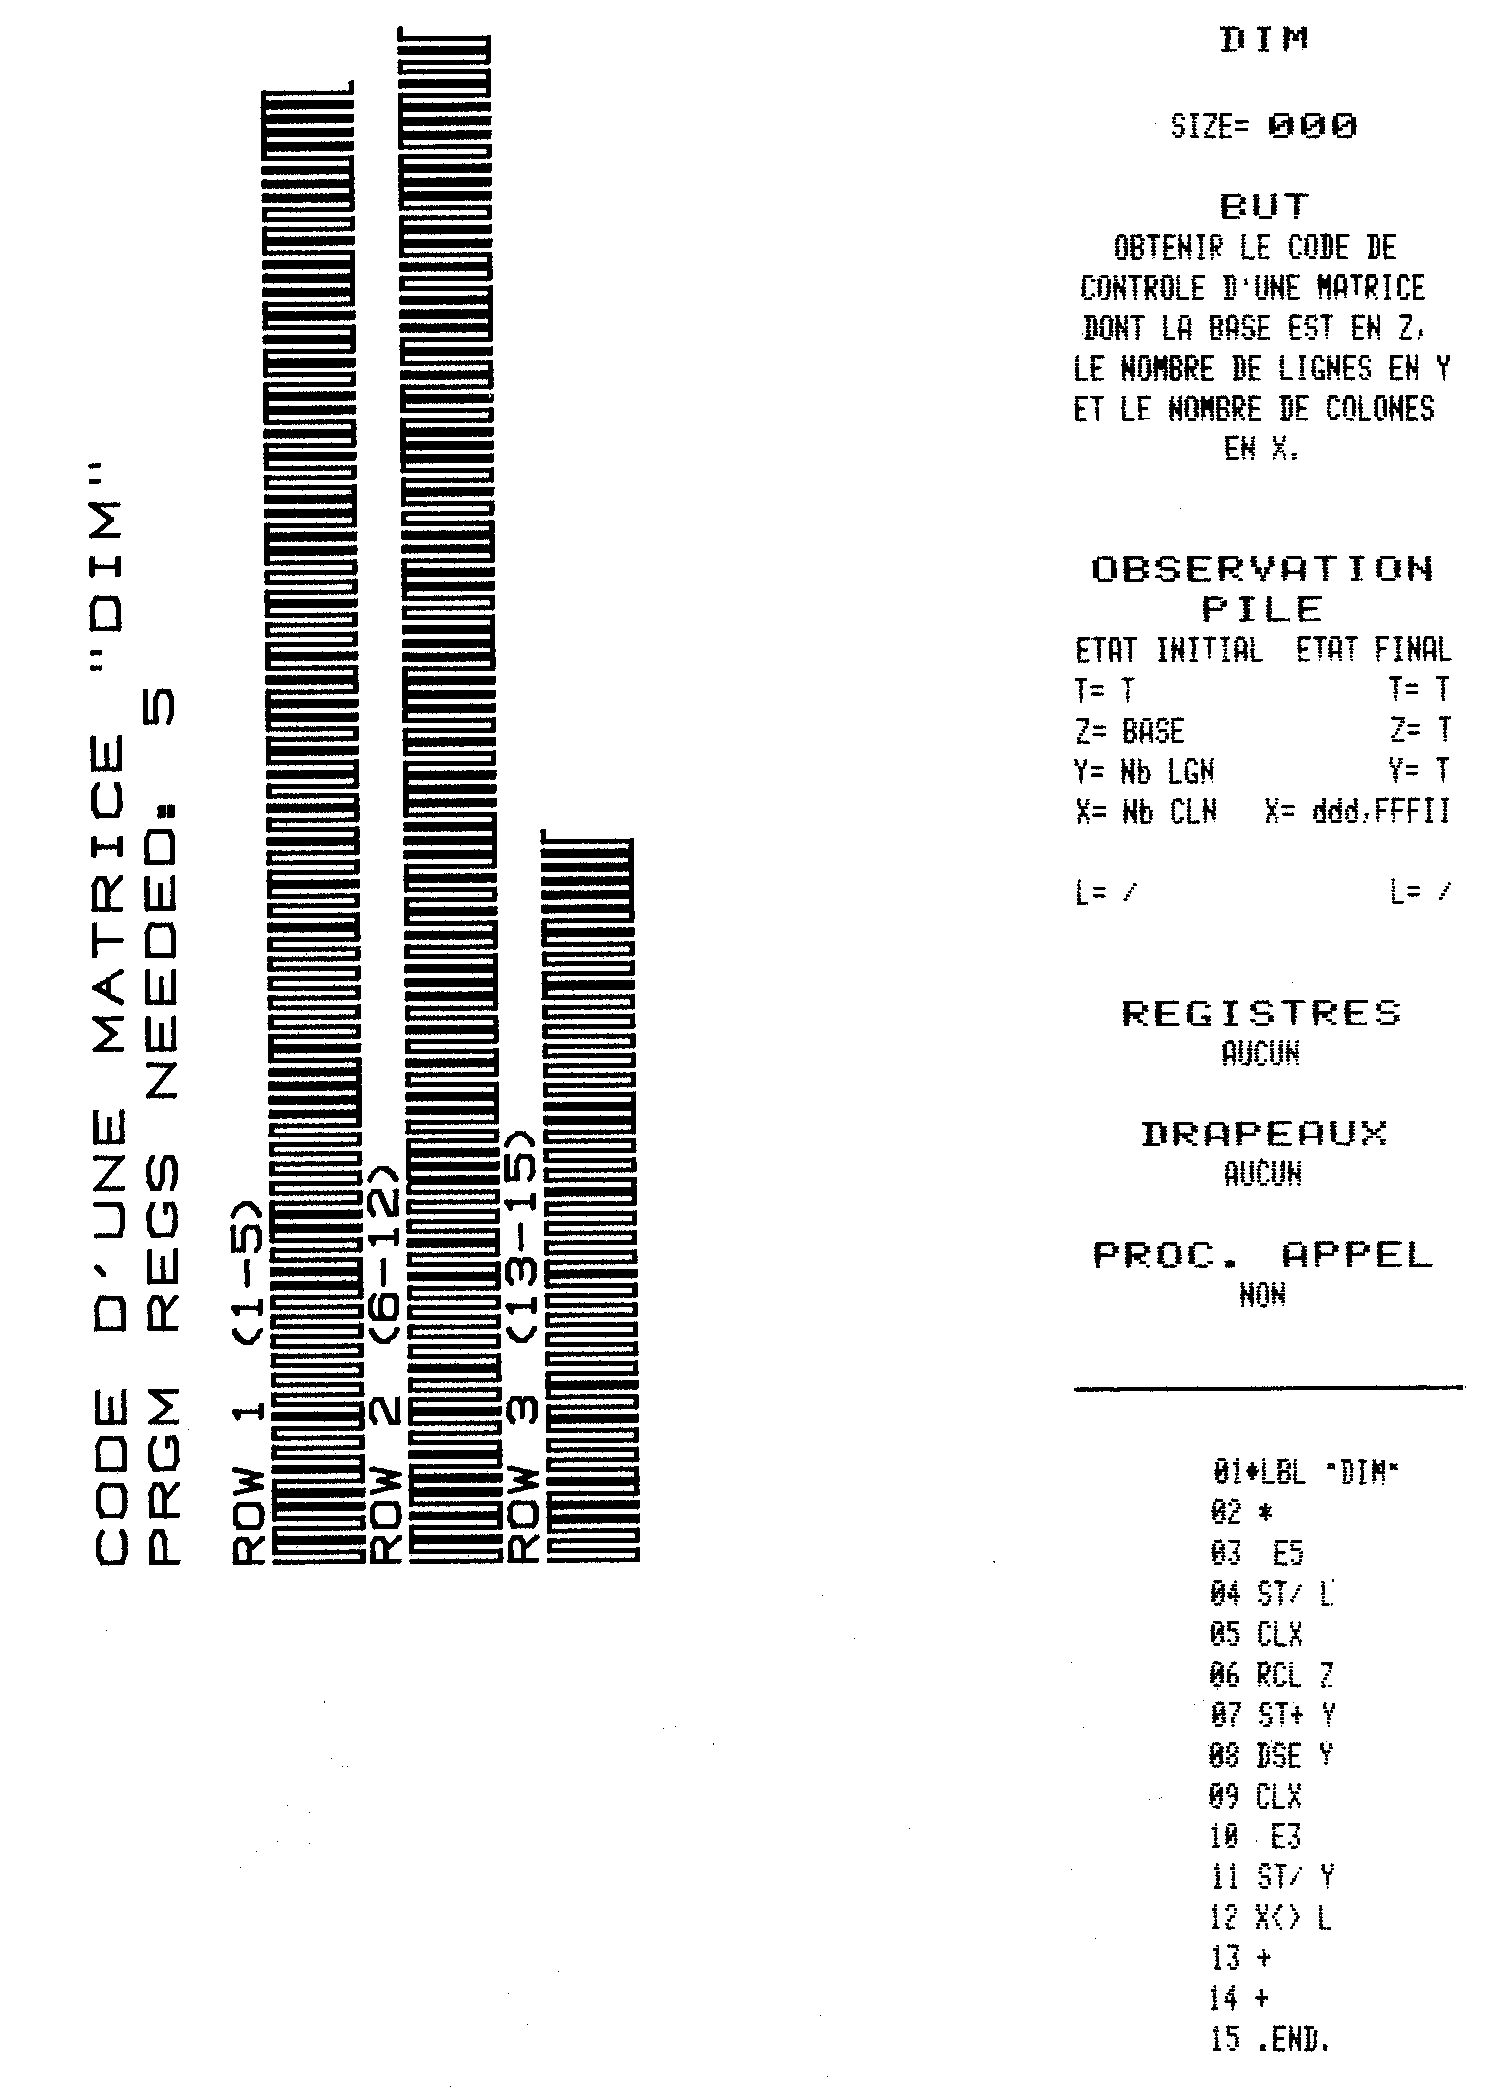 CODE D'UNE MATRICE "DIM"
PRGM REGS NEEDED: 5
ROW 1 (1-5)
ROW 2 (6-12)
ROW 3 (13-15)
DIM
SIZE= 000
BUT
OBTENIR LE CODE DE
CONTROLE D'UNE MATRICE
DONT LA BASE EST EN Z,
LE NOMBRE DE LIGNES EN Y
ET LE NOMBRE DE COLONES
EN X.
OBSERVATION
PILE
ETAT INITIAL ETAT FINAL
T= T T= T
Z= BASE Z= T
Y= Nb LGN Y= T
X= Nb CLN X= ddd,FFFII
L= / L= /
REGISTRES
AUCUN
DRAPEAUX
AUCUN
PROC. APPEL
NON
01♦LBL "DIM"
02 *
03 E5
04 ST/ L
05 CLX
06 RCL Z
07 ST+ Y
08 DSE Y
09 CLX
10 E3
11 ST/ Y
12 X<> L
13 +
14 +
15 .END.